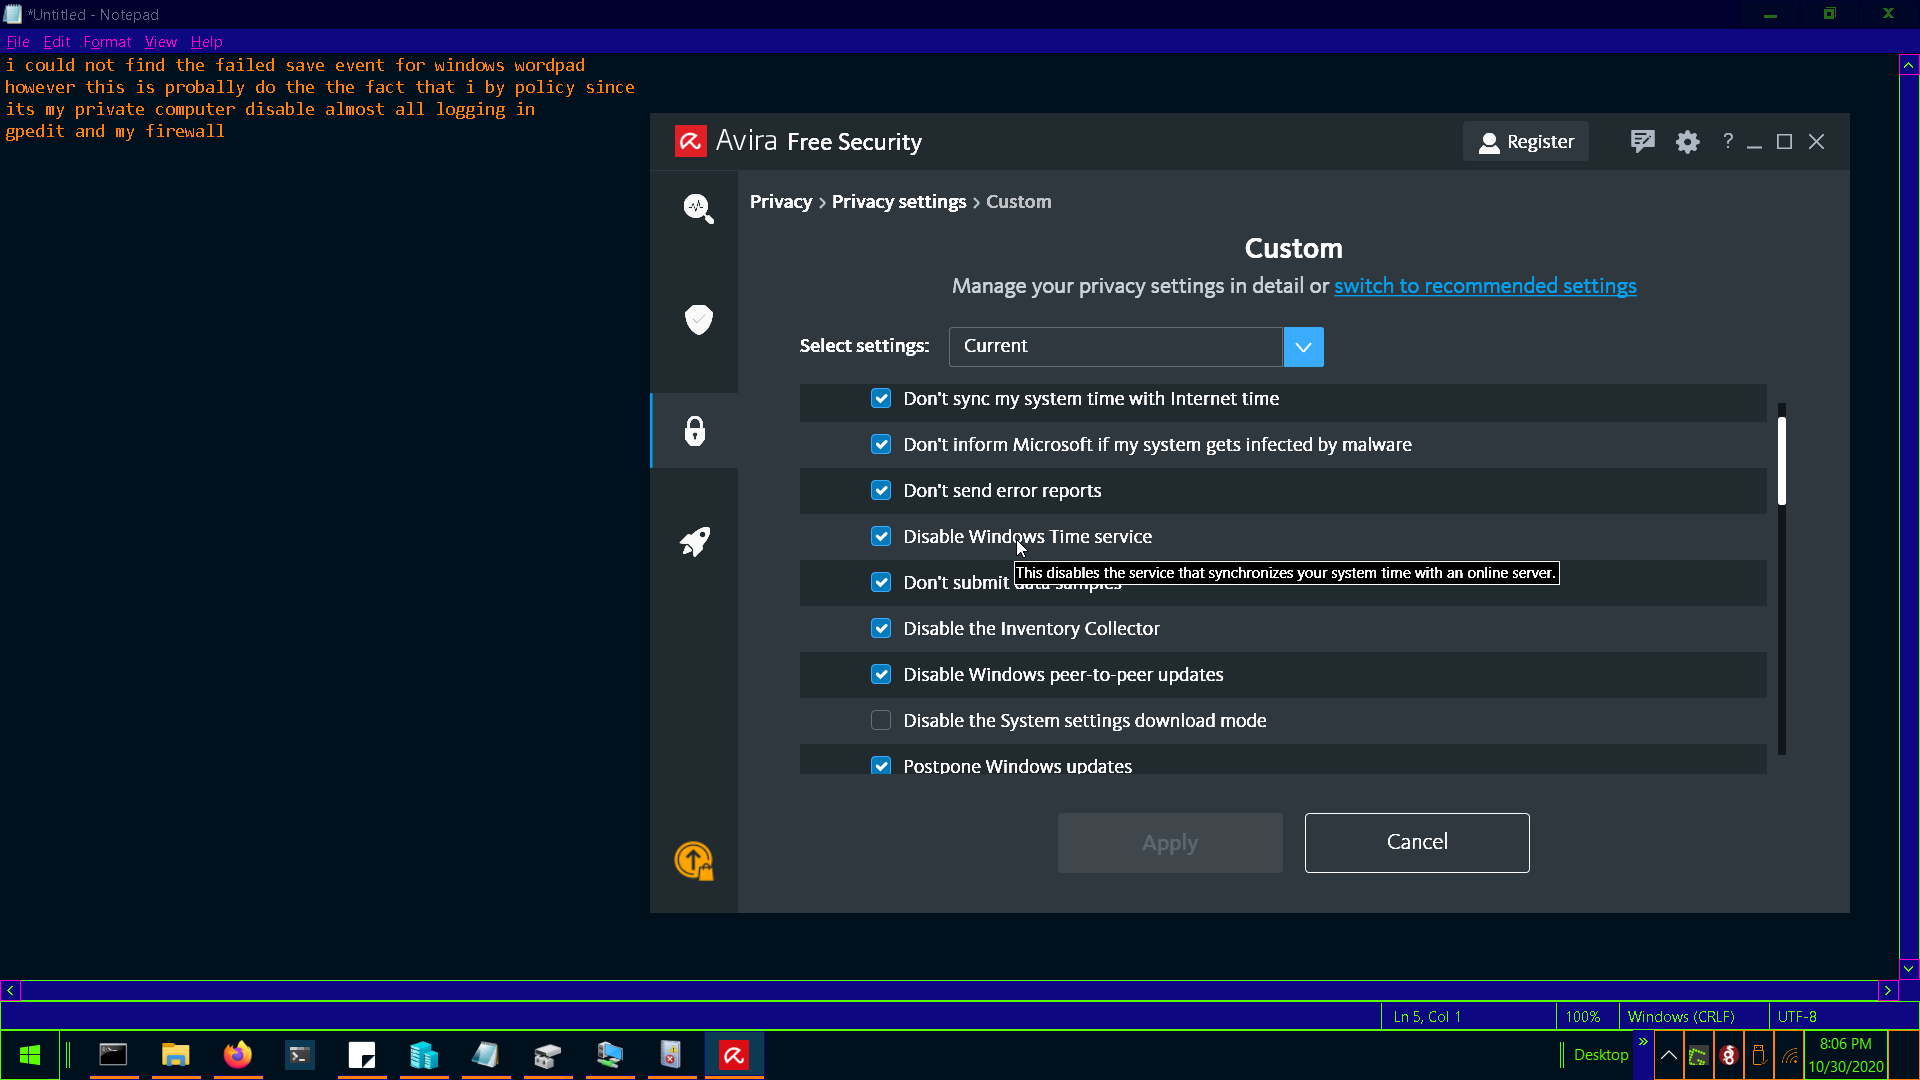 *Untitled - Notepad
File Edit Format View Help
i could not find the failed save event for windows wordpad
however this is probally do the the fact that i by policy since
its my private computer disable almost all logging in
gpedit and my firewall
Avira Free Security
Register
?
Privacy > Privacy settings > Custom
Custom
Manage your privacy settings in detail or switch to recommended settings
Select settings: Current
Don't sync my system time with Internet time
Don't inform Microsoft if my system gets infected by malware
Don't send error reports
Disable Windows Time service
This disables the service that synchronizes your system time with an online server.
Don't submit data samples
Disable the Inventory Collector
Disable Windows peer-to-peer updates
Disable the System settings download mode
Postpone Windows updates
Apply Cancel
Ln 5, Col 1 100% Windows (CRLF) UTF-8
Desktop
8:06 PM
10/30/2020